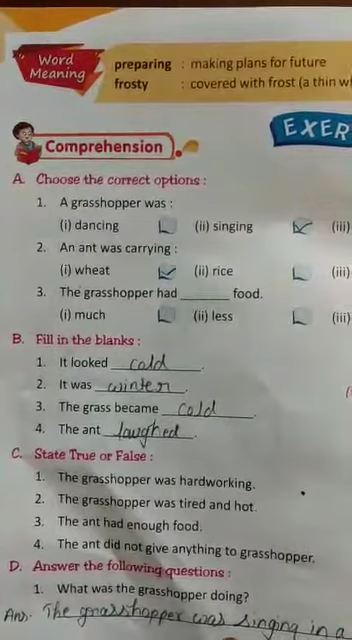 Word
Meaning
preparing : making plans for future
frosty : covered with frost (a thin
EXER
Comprehension
A. Choose the correct options :
1. A grasshopper was :
(i) dancing (ii) singing (iii)
2. An ant was carrying :
(i) wheat (ii) rice (iii)
3. The grasshopper had ______ food.
(i) much (ii) less (iii)
B. Fill in the blanks :
1. It looked cold.
2. It was winter.
3. The grass became cold.
4. The ant laughed.
C. State True or False :
1. The grasshopper was hardworking.
2. The grasshopper was tired and hot.
3. The ant had enough food.
4. The ant did not give anything to grasshopper.
D. Answer the following questions :
1. What was the grasshopper doing?
Ans. The grasshopper was singing in a